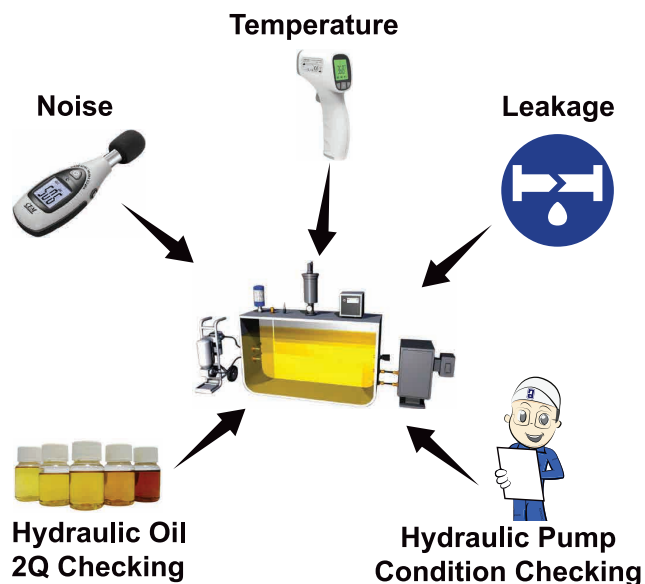 Temperature
Noise
Leakage
Hydraulic Oil
2Q Checking
Hydraulic Pump
Condition Checking